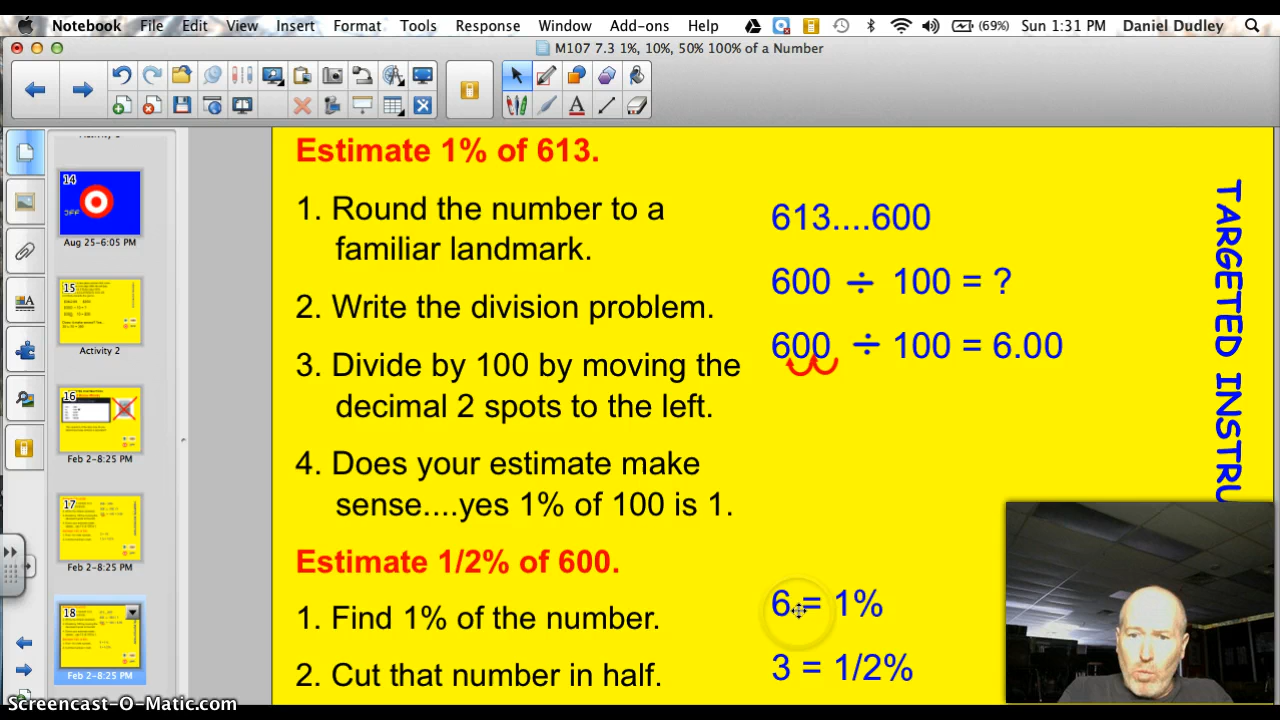 Notebook File Edit View Insert Format Tools Response Window Add-ons Help (69%) Sun 1:31 PM Daniel Dudley
M107 7.3 1%, 10%, 50% 100% of a Number
14
OFF
Aug 25-6:05 PM
15
Activity 2
16
Feb 2-8:25 PM
17
Feb 2-8:25 PM
18
Feb 2-8:25 PM
Estimate 1% of 613.
1. Round the number to a
familiar landmark.
613....600
600 ÷ 100 = ?
2. Write the division problem.
600 ÷ 100 = 6.00
3. Divide by 100 by moving the
decimal 2 spots to the left.
4. Does your estimate make
sense....yes 1% of 100 is 1.
Estimate 1/2% of 600.
1. Find 1% of the number.
6 = 1%
2. Cut that number in half.
3 = 1/2%
TARGETED INSTRU
Screencast-O-Matic.com